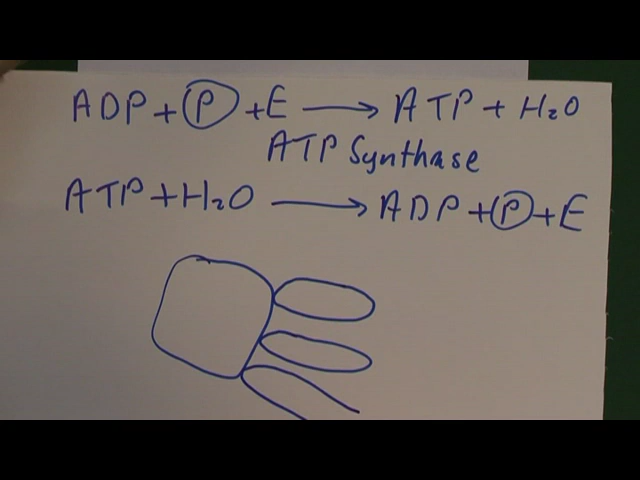 ADP + P + E ⟶ ATP + H₂O
ATP Synthase
ATP + H₂O ⟶ ADP + P + E